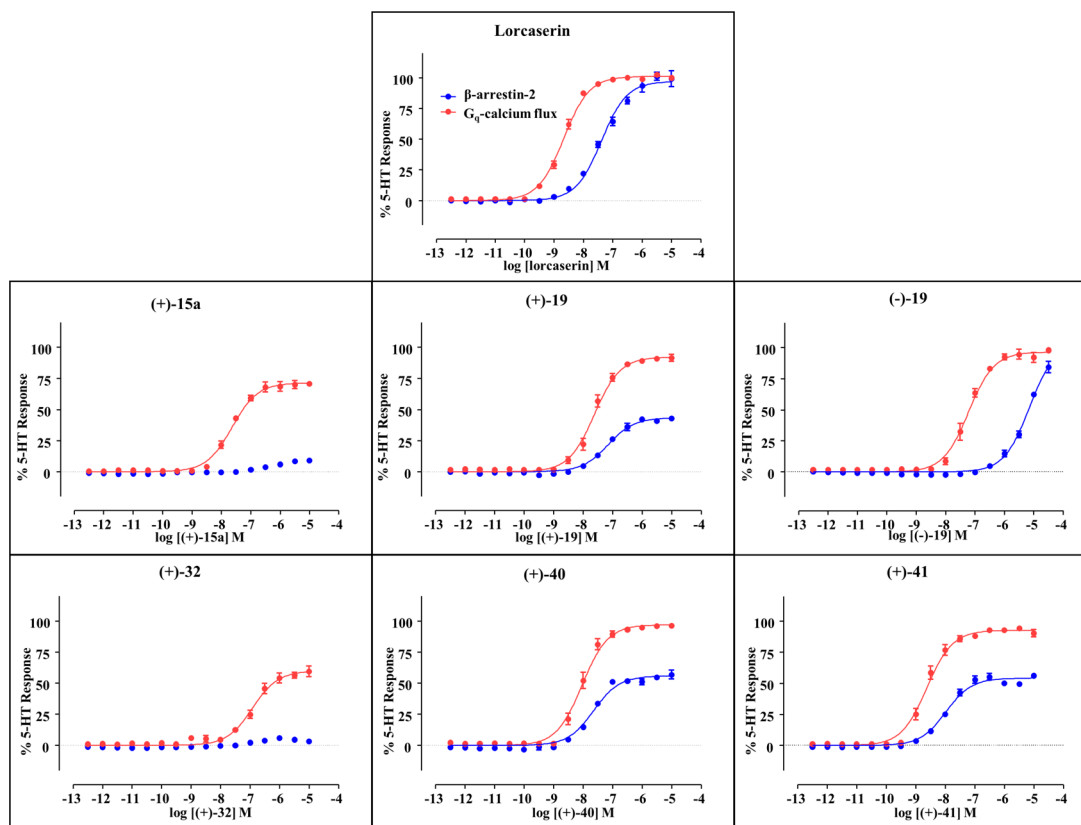 Lorcaserin
% 5-HT Response
100
75
50
25
0
β-arrestin-2
Gq-calcium flux
-13 -12 -11 -10 -9 -8 -7 -6 -5 -4
log [lorcaserin] M
(+)-15a
% 5-HT Response
100
75
50
25
0
-13 -12 -11 -10 -9 -8 -7 -6 -5 -4
log [(+)-15a] M
(+)-19
% 5-HT Response
100
75
50
25
0
-13 -12 -11 -10 -9 -8 -7 -6 -5 -4
log [(+)-19] M
(-)-19
% 5-HT Response
100
75
50
25
0
-13 -12 -11 -10 -9 -8 -7 -6 -5 -4
log [(-)-19] M
(+)-32
% 5-HT Response
100
75
50
25
0
-13 -12 -11 -10 -9 -8 -7 -6 -5 -4
log [(+)-32] M
(+)-40
% 5-HT Response
100
75
50
25
0
-13 -12 -11 -10 -9 -8 -7 -6 -5 -4
log [(+)-40] M
(+)-41
% 5-HT Response
100
75
50
25
0
-13 -12 -11 -10 -9 -8 -7 -6 -5 -4
log [(+)-41] M